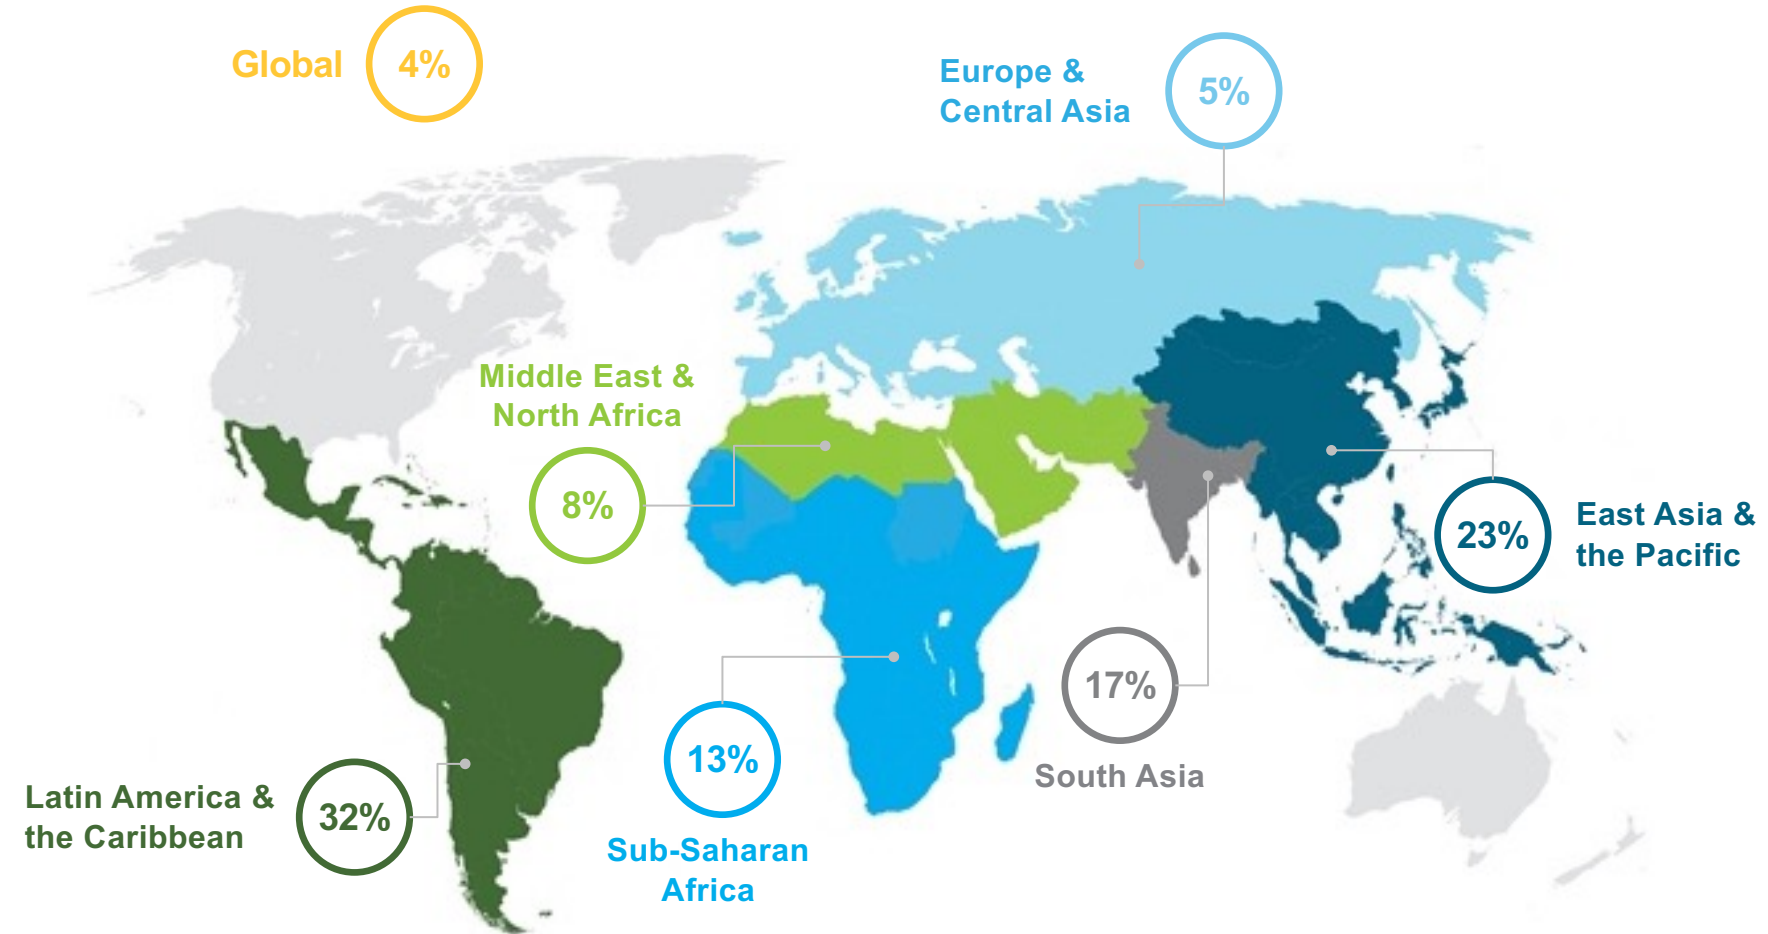 Global
4%
Europe &
Central Asia
5%
Middle East &
North Africa
8%
23%
East Asia &
the Pacific
17%
South Asia
13%
Sub-Saharan
Africa
Latin America &
the Caribbean
32%